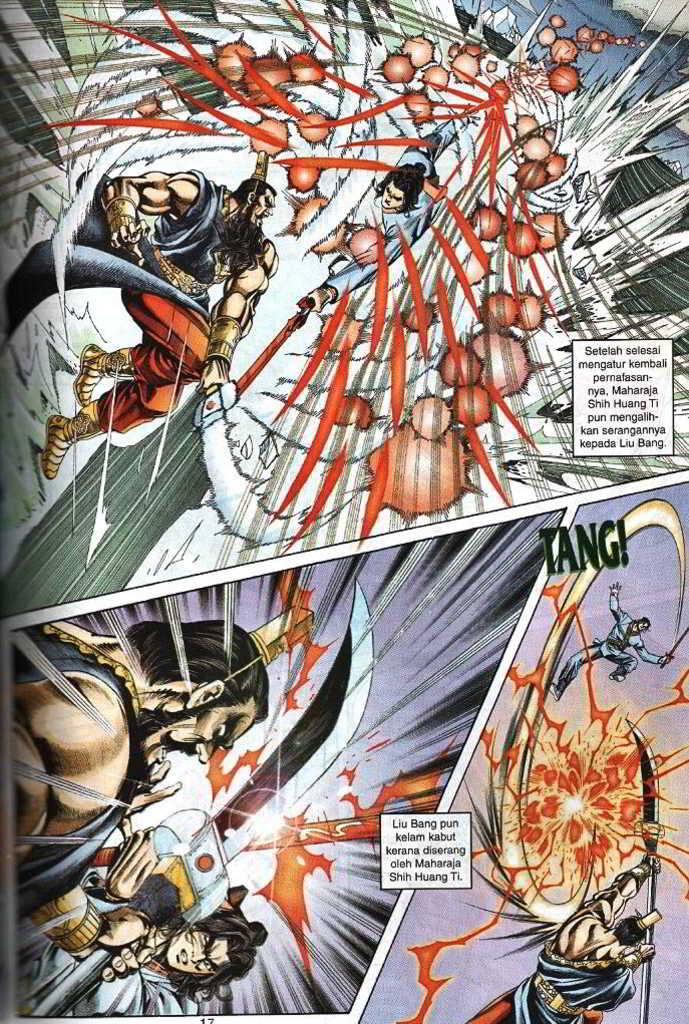 Setelah selesai
mengatur kembali
pernafasan-
nya, Maharaja
Shih Huang Ti
pun mengalih-
kan serangannya
kepada Liu Bang.
TANG!
Liu Bang pun
kelam kabut
kerana diserang
oleh Maharaja
Shih Huang Ti.
17